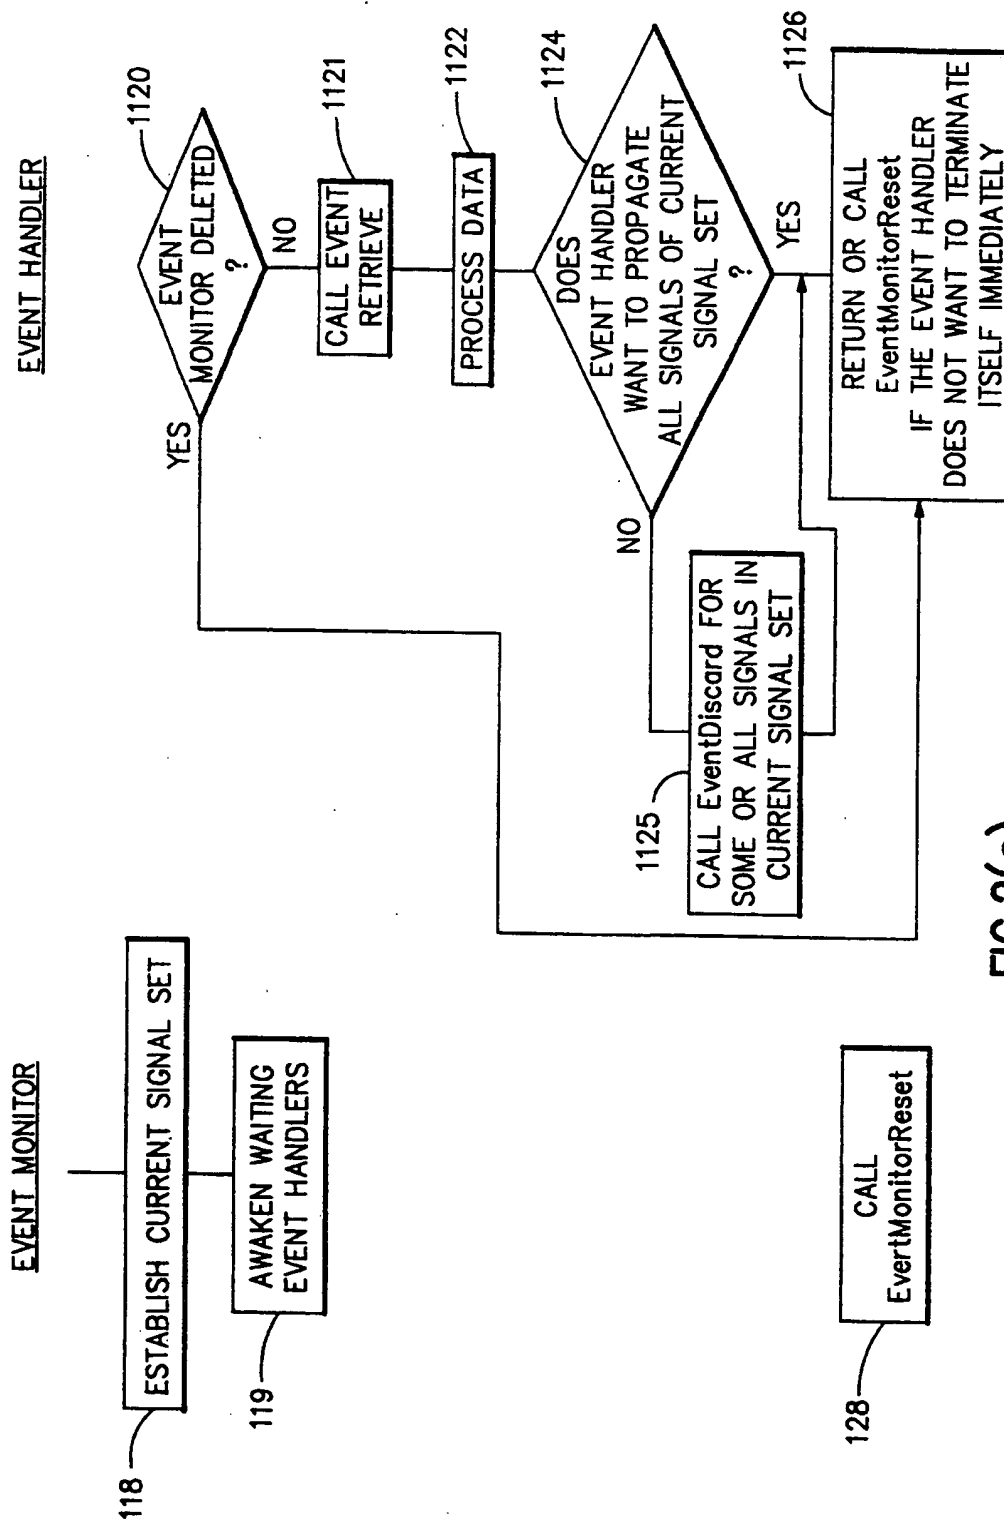 EVENT MONITOR
118
ESTABLISH CURRENT SIGNAL SET
119
AWAKEN WAITING
EVENT HANDLERS
128
CALL
EvertMonitorReset
EVENT HANDLER
1120
EVENT
MONITOR DELETED
?
YES
NO
1121
CALL EVENT
RETRIEVE
1122
PROCESS DATA
1124
DOES
EVENT HANDLER
WANT TO PROPAGATE
ALL SIGNALS OF CURRENT
SIGNAL SET
?
NO
YES
1125
CALL EventDiscard FOR
SOME OR ALL SIGNALS IN
CURRENT SIGNAL SET
1126
RETURN OR CALL
EventMonitorReset
IF THE EVENT HANDLER
DOES NOT WANT TO TERMINATE
ITSELF IMMEDIATELY